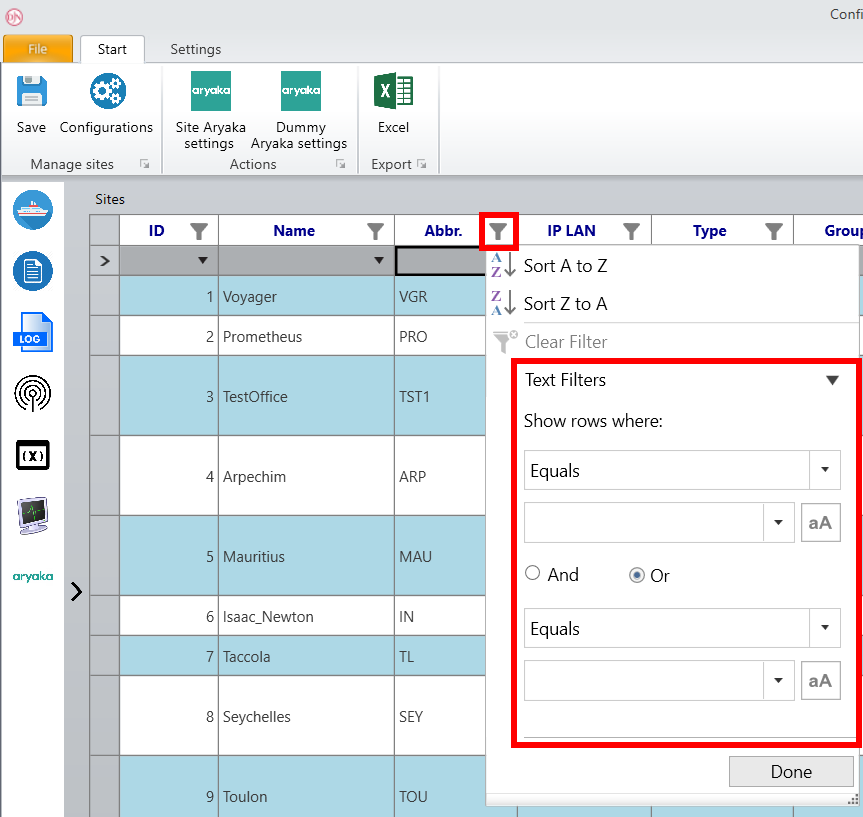 Confi
File
Start
Settings
aryaka
aryaka
X
Save
Configurations
Site Aryaka
settings
Dummy
Aryaka settings
Excel
Manage sites
Actions
Export
Sites
ID
Name
Abbr.
IP LAN
Type
Group
1 Voyager VGR
2 Prometheus PRO
3 TestOffice TST1
4 Arpechim ARP
5 Mauritius MAU
6 Isaac_Newton IN
7 Taccola TL
8 Seychelles SEY
9 Toulon TOU
LOG
(X)
aryaka
A
Z
Sort A to Z
Z
A
Sort Z to A
Clear Filter
Text Filters
Show rows where:
Equals
aA
And
Or
Equals
aA
Done